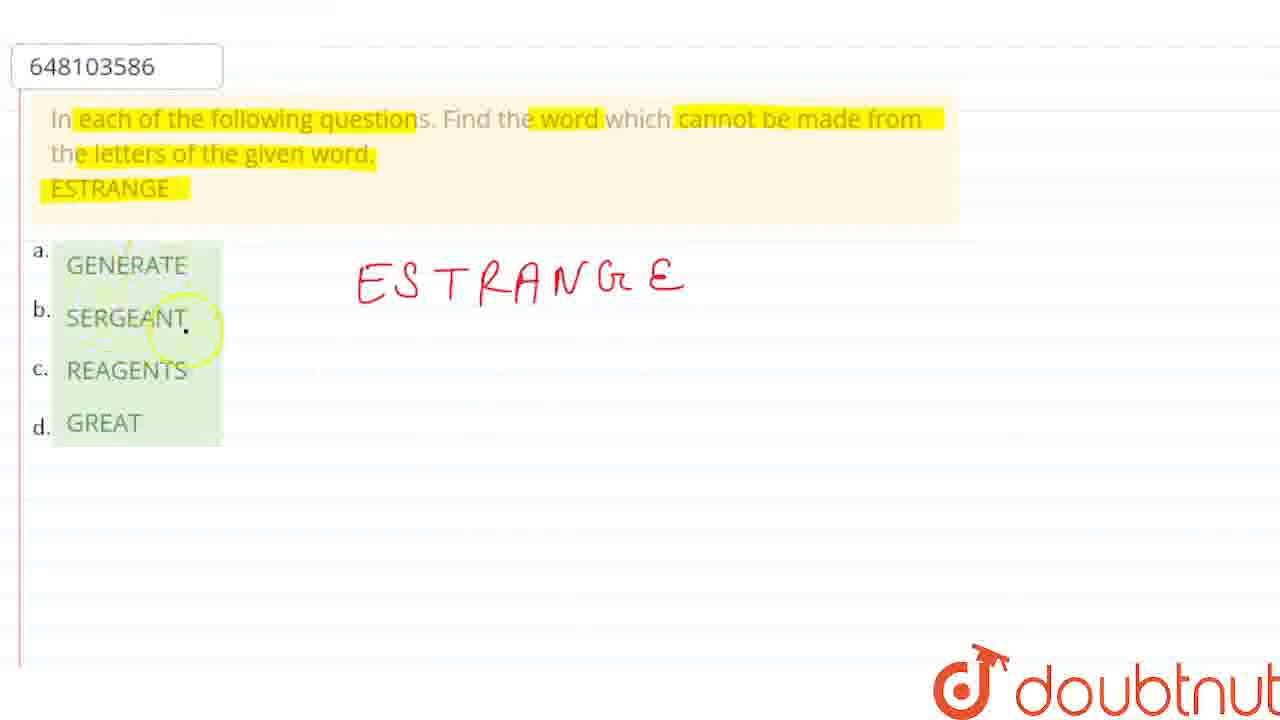 648103586
In each of the following questions. Find the word which cannot be made from
the letters of the given word.
ESTRANGE
a. GENERATE
ESTRANGE
b. SERGEANT
c. REAGENTS
d. GREAT
doubtnut